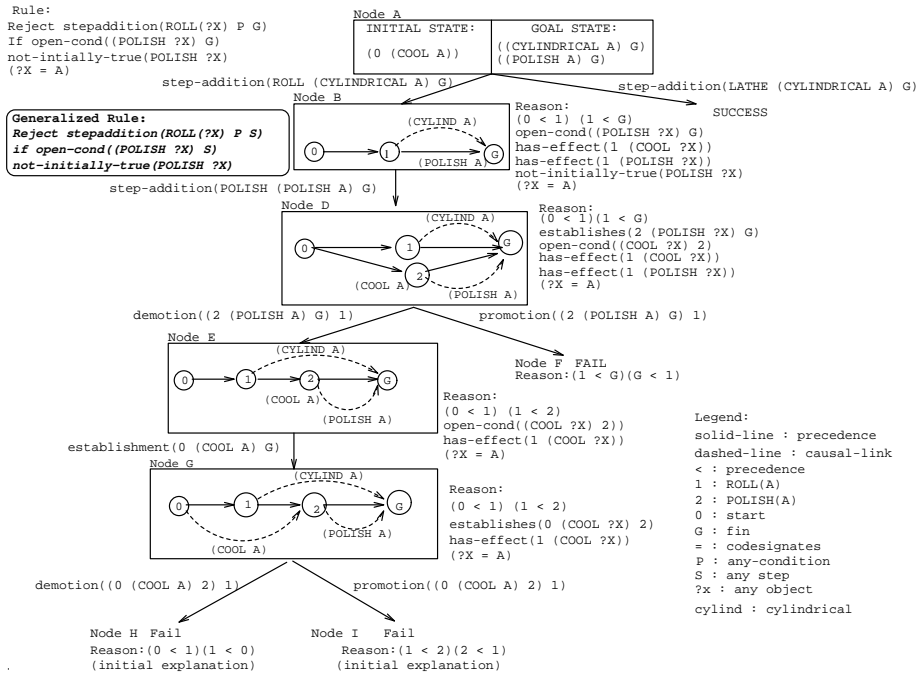 Rule:
Reject stepaddition(ROLL(?X) P G)
If open-cond((POLISH ?X) G)
not-intially-true(POLISH ?X)
(?X = A)
Node A
INITIAL STATE:
(0 (COOL A))
GOAL STATE:
((CYLINDRICAL A) G)
((POLISH A) G)
step-addition(ROLL (CYLINDRICAL A) G)
step-addition(LATHE (CYLINDRICAL A) G)
SUCCESS
Generalized Rule:
Reject stepaddition(ROLL(?X) P S)
if open-cond((POLISH ?X) S)
not-initially-true(POLISH ?X)
Node B
(CYLIND A)
0
1
G
(POLISH A)
Reason:
(0 < 1) (1 < G)
open-cond((POLISH ?X) G)
has-effect(1 (COOL ?X))
has-effect(1 (POLISH ?X))
not-initially-true(POLISH ?X)
(?X = A)
step-addition(POLISH (POLISH A) G)
Node D
(CYLIND A)
0
1
G
2
(COOL A)
(POLISH A)
Reason:
(0 < 1)(1 < G)
establishes(2 (POLISH ?X) G)
open-cond((COOL ?X) 2)
has-effect(1 (COOL ?X))
has-effect(1 (POLISH ?X))
(?X = A)
demotion((2 (POLISH A) G) 1)
promotion((2 (POLISH A) G) 1)
Node E
(CYLIND A)
0
1
2
G
(COOL A)
(POLISH A)
Node F FAIL
Reason:(1 < G)(G < 1)
Reason:
(0 < 1) (1 < 2)
open-cond((COOL ?X) 2))
has-effect(1 (COOL ?X))
(?X = A)
establishment(0 (COOL A) G)
Node G
(CYLIND A)
0
1
2
G
(COOL A)
(POLISH A)
Reason:
(0 < 1) (1 < 2)
establishes(0 (COOL ?X) 2)
has-effect(1 (COOL ?X))
(?X = A)
demotion((0 (COOL A) 2) 1)
promotion((0 (COOL A) 2) 1)
Node H Fail
Reason:(0 < 1)(1 < 0)
(initial explanation)
Node I Fail
Reason:(1 < 2)(2 < 1)
(initial explanation)
Legend:
solid-line : precedence
dashed-line : causal-link
< : precedence
1 : ROLL(A)
2 : POLISH(A)
0 : start
G : fin
= : codesignates
P : any-condition
S : any step
?x : any object
cylind : cylindrical